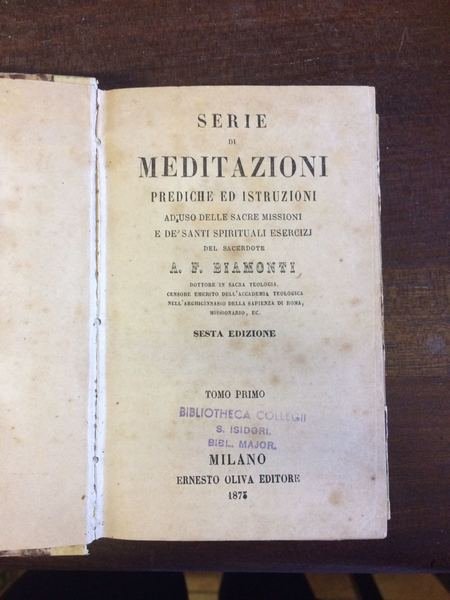 SERIE
DI
MEDITAZIONI
PREDICHE ED ISTRUZIONI
AD USO DELLE SACRE MISSIONI
E DE' SANTI SPIRITUALI ESERCIZJ
DEL SACERDOTE
A. F. BIAMONTI
DOTTORE IN SACRA TEOLOGIA,
CENSORE EMERITO DELL'ACCADEMIA TEOLOGICA
NELL'ARCHIGINNASIO DELLA SAPIENZA DI ROMA,
MISSIONARIO, EC.
SESTA EDIZIONE
TOMO PRIMO
BIBLIOTHECA COLLEGII
S. ISIDORI.
BIBL. MAJOR.
MILANO
ERNESTO OLIVA EDITORE
1875